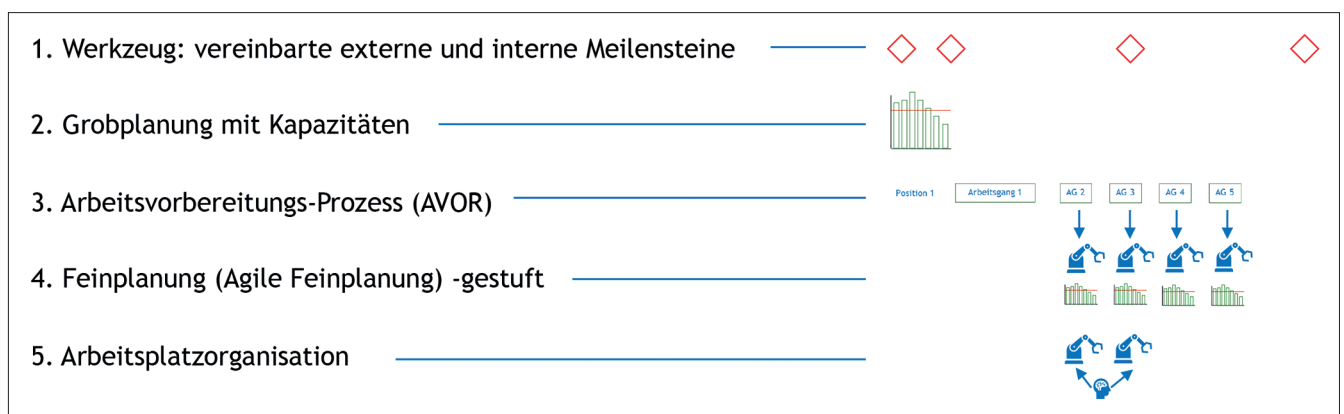 1. Werkzeug: vereinbarte externe und interne Meilensteine
2. Grobplanung mit Kapazitäten
3. Arbeitsvorbereitungs-Prozess (AVOR)
Position 1 Arbeitsgang 1 AG 2 AG 3 AG 4 AG 5
4. Feinplanung (Agile Feinplanung) -gestuft
5. Arbeitsplatzorganisation